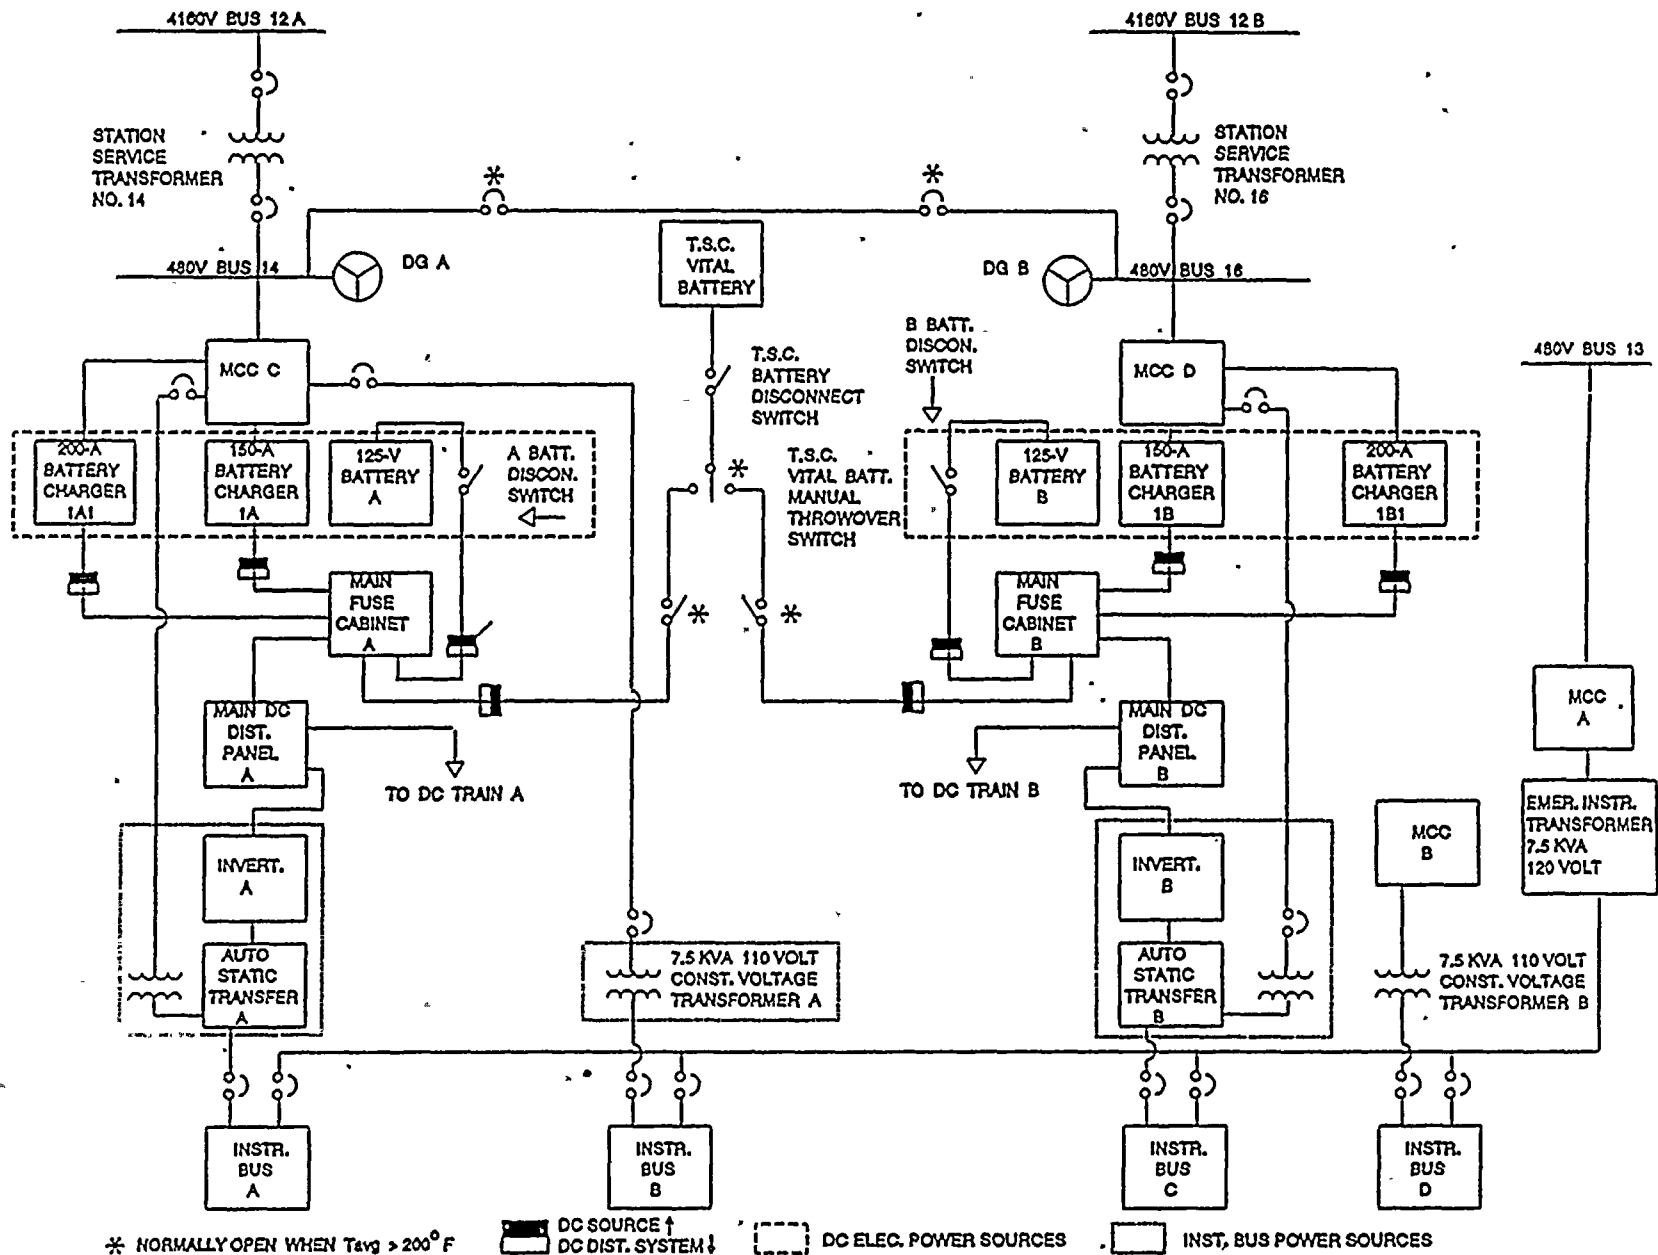 4160V BUS 12A
4160V BUS 12B
STATION
SERVICE
TRANSFORMER
NO. 14
STATION
SERVICE
TRANSFORMER
NO. 16
*
*
T.S.C.
VITAL
BATTERY
DG A
DG B
480V BUS 14
480V BUS 16
MCC C
T.S.C.
BATTERY
DISCONNECT
SWITCH
B BATT.
DISCON.
SWITCH
MCC D
480V BUS 13
200-A
BATTERY
CHARGER
1A1
150-A
BATTERY
CHARGER
1A
125-V
BATTERY
A
A BATT.
DISCON.
SWITCH
*
T.S.C.
VITAL BATT.
MANUAL
THROWOVER
SWITCH
125-V
BATTERY
B
150-A
BATTERY
CHARGER
1B
200-A
BATTERY
CHARGER
1B1
MAIN
FUSE
CABINET
A
*
*
MAIN
FUSE
CABINET
B
MAIN DC
DIST.
PANEL
A
TO DC TRAIN A
TO DC TRAIN B
MAIN DC
DIST.
PANEL
B
MCC
A
INVERT.
A
INVERT.
B
MCC
B
EMER. INSTR.
TRANSFORMER
7.5 KVA
120 VOLT
AUTO
STATIC
TRANSFER
A
7.5 KVA 110 VOLT
CONST. VOLTAGE
TRANSFORMER A
AUTO
STATIC
TRANSFER
B
7.5 KVA 110 VOLT
CONST. VOLTAGE
TRANSFORMER B
INSTR.
BUS
A
INSTR.
BUS
B
INSTR.
BUS
C
INSTR.
BUS
D
* NORMALLY OPEN WHEN Tavg > 200°F
DC SOURCE ↑
DC DIST. SYSTEM ↓
DC ELEC. POWER SOURCES
INST. BUS POWER SOURCES